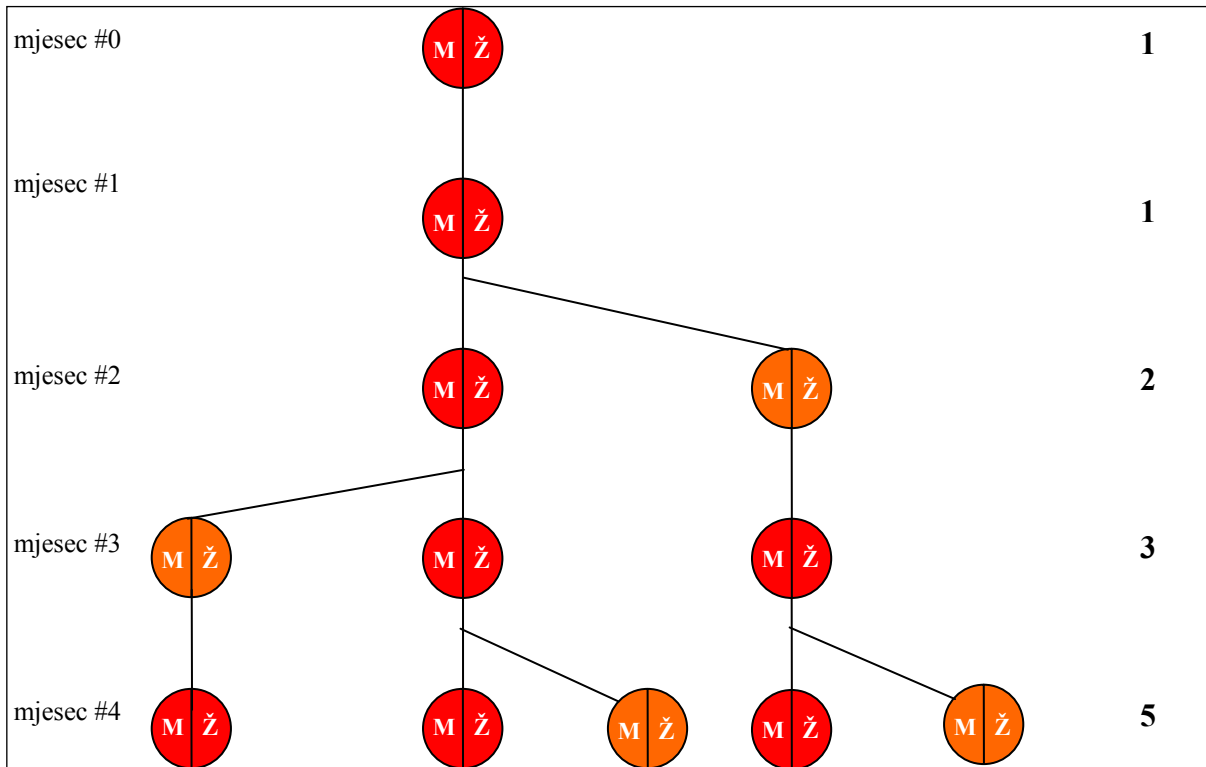 mjesec #0 M Ž 1
mjesec #1 M Ž 1
mjesec #2 M Ž M Ž 2
mjesec #3 M Ž M Ž M Ž 3
mjesec #4 M Ž M Ž M Ž M Ž M Ž 5